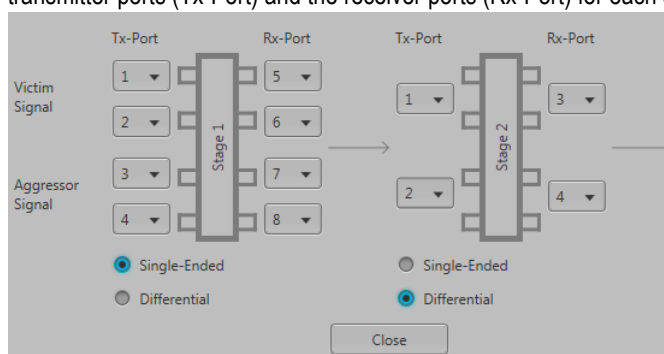 transmitter ports (Tx-Port) and the receiver ports (Rx-Port) for each
Tx-Port Rx-Port Tx-Port Rx-Port
Victim
Signal
1 5
2 6
1 3
Stage 1
Stage 2
Aggressor
Signal
3 7
4 8
2 4
Single-Ended Single-Ended
Differential Differential
Close